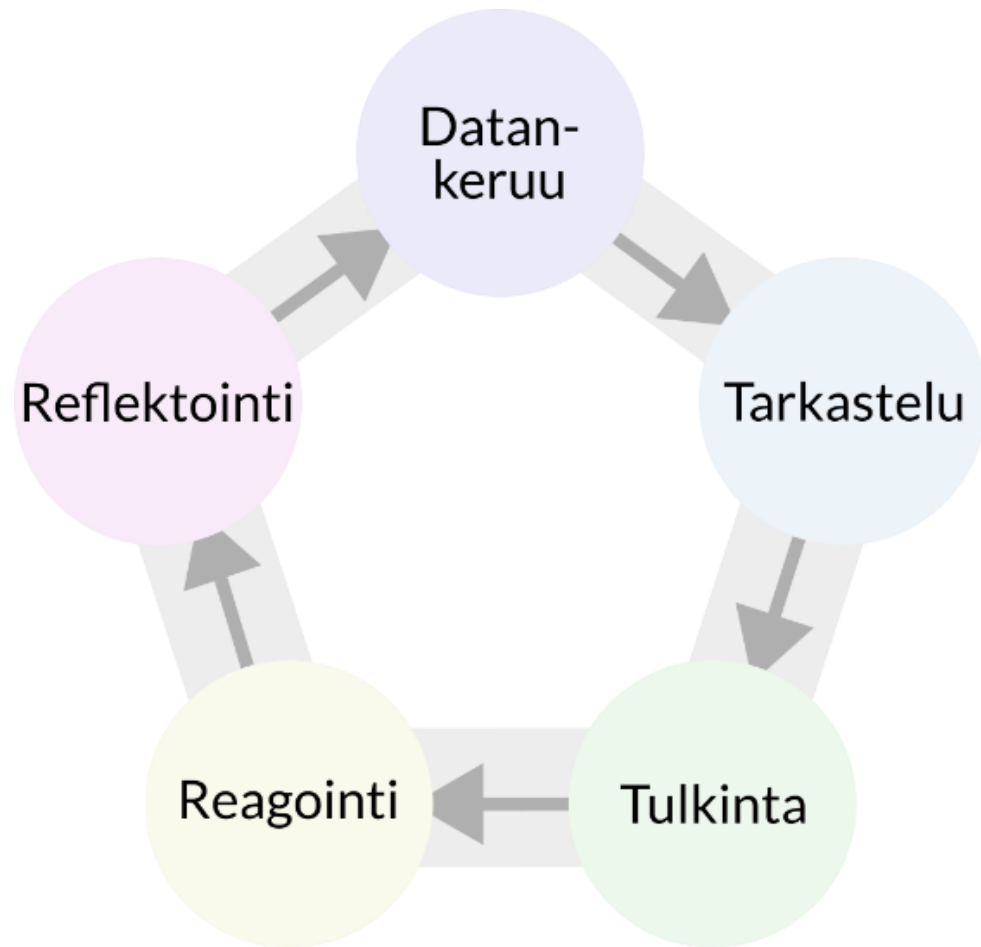 Datan-
keruu
Tarkastelu
Tulkinta
Reagointi
Reflektointi